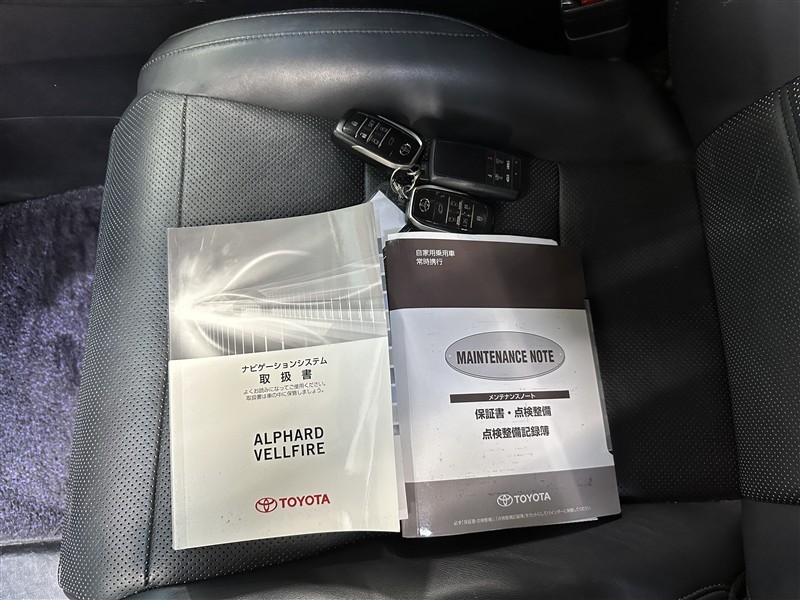 ナビゲーションシステム
取扱書
よくお読みになってご使用ください。
取扱書は車の中に保管しましょう。
ALPHARD
VELLFIRE
TOYOTA
自家用乗用車
常時携行
MAINTENANCE NOTE
メンテナンスノート
保証書・点検整備
点検整備記録簿
TOYOTA